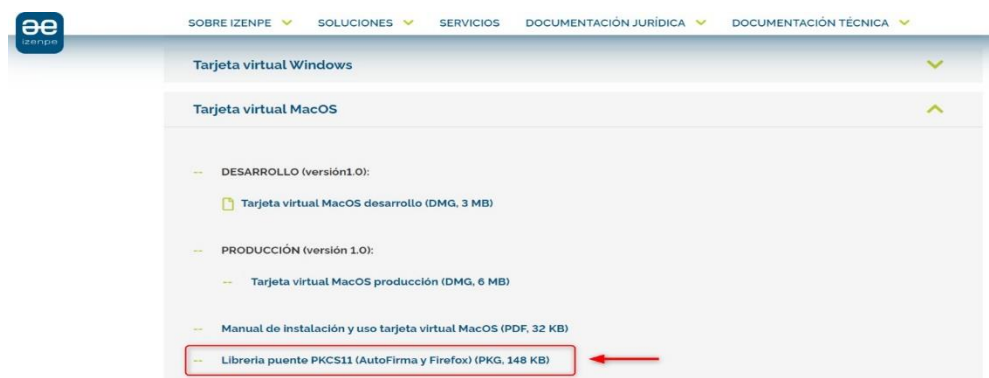 izenpe
SOBRE IZENPE SOLUCIONES SERVICIOS DOCUMENTACIÓN JURÍDICA DOCUMENTACIÓN TÉCNICA
Tarjeta virtual Windows
Tarjeta virtual MacOS
-- DESARROLLO (versión1.0):
Tarjeta virtual MacOS desarrollo (DMG, 3 MB)
-- PRODUCCIÓN (versión 1.0):
-- Tarjeta virtual MacOS producción (DMG, 6 MB)
-- Manual de instalación y uso tarjeta virtual MacOS (PDF, 32 KB)
-- Libreria puente PKCS11 (AutoFirma y Firefox) (PKG, 148 KB)